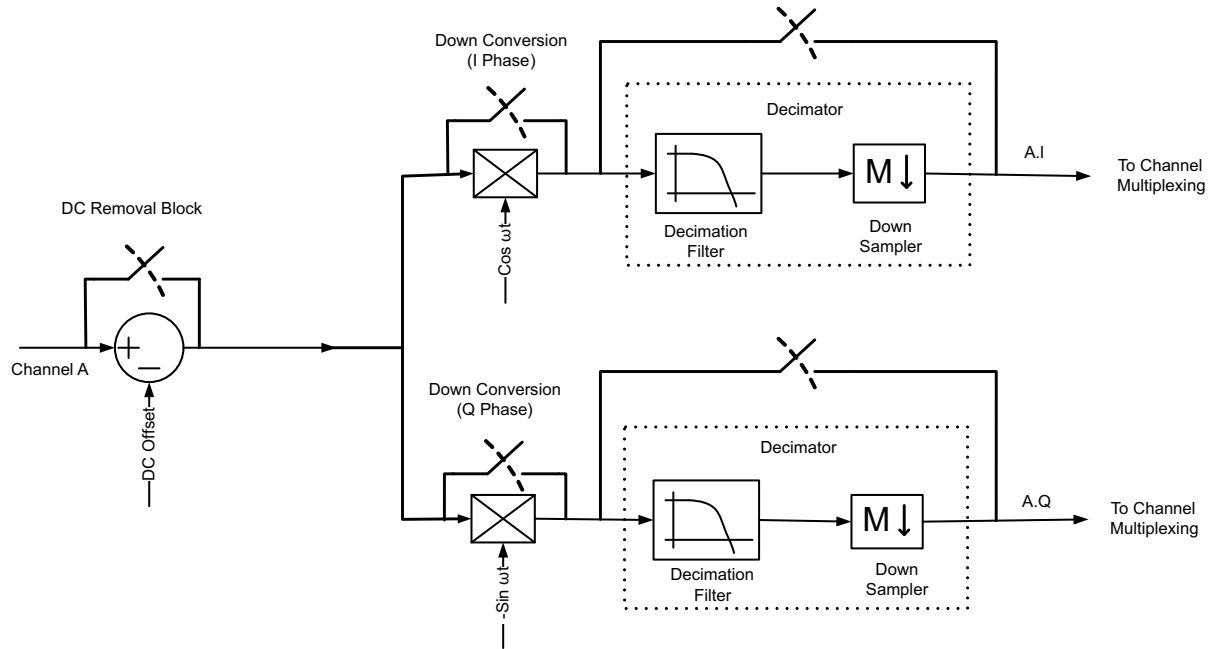 Down Conversion
(I Phase)
Decimator
A.I
To Channel
Multiplexing
M
Decimation
Filter
Down
Sampler
Cos ωt
DC Removal Block
Channel A
DC Offset
Down Conversion
(Q Phase)
Decimator
A.Q
To Channel
Multiplexing
M
Decimation
Filter
Down
Sampler
-Sin ωt